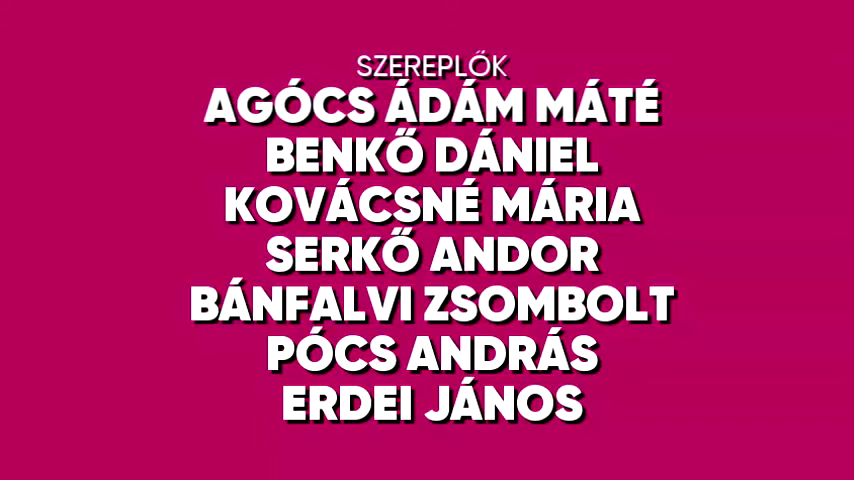 SZEREPLŐK
AGÓCS ÁDÁM MÁTÉ
BENKŐ DÁNIEL
KOVÁCSNÉ MÁRIA
SERKŐ ANDOR
BÁNFALVI ZSOMBOLT
PÓCS ANDRÁS
ERDEI JÁNOS